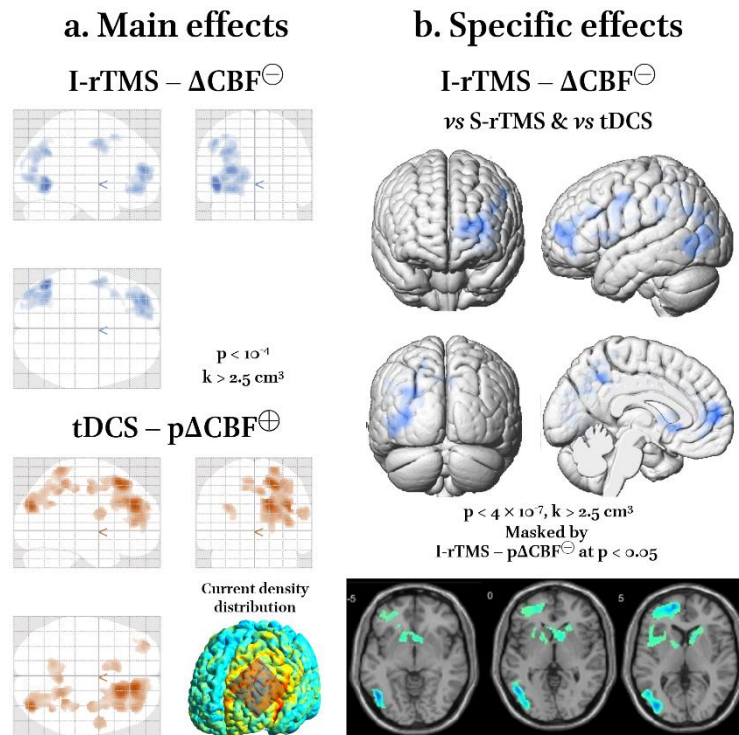 a. Main effects
I-rTMS – ΔCBF⊖
<
<
<
p < 10⁻⁴
k > 2.5 cm³
tDCS – pΔCBF⊕
<
<
Current density
distribution
b. Specific effects
I-rTMS – ΔCBF⊖
vs S-rTMS & vs tDCS
p < 4 × 10⁻⁷, k > 2.5 cm³
Masked by
I-rTMS – pΔCBF⊖ at p < 0.05
-5 0 5